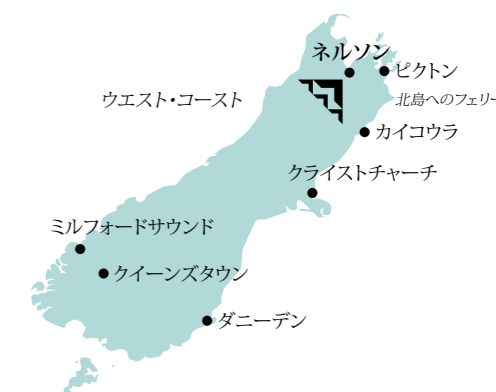 ネルソン
ピクトン
ウエスト・コースト
北島へのフェリー
カイコウラ
クライストチャーチ
ミルフォードサウンド
クイーンズタウン
ダニーデン